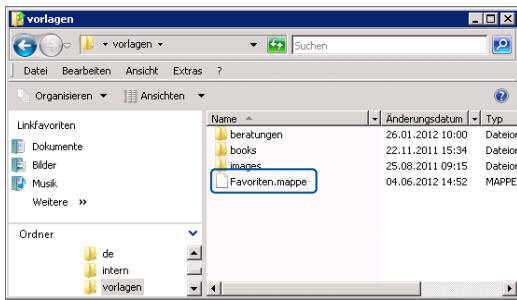 vorlagen
vorlagen
Suchen
Datei Bearbeiten Ansicht Extras ?
Organisieren Ansichten
Linkfavoriten
Dokumente
Bilder
Musik
Weitere »
Ordner
de
intern
vorlagen
Name Änderungsdatum Typ
beratungen 26.01.2012 10:00 Dateior
books 22.11.2011 15:34 Dateior
images 25.08.2011 09:15 Dateior
Favoriten.mappe 04.06.2012 14:52 MAPPE